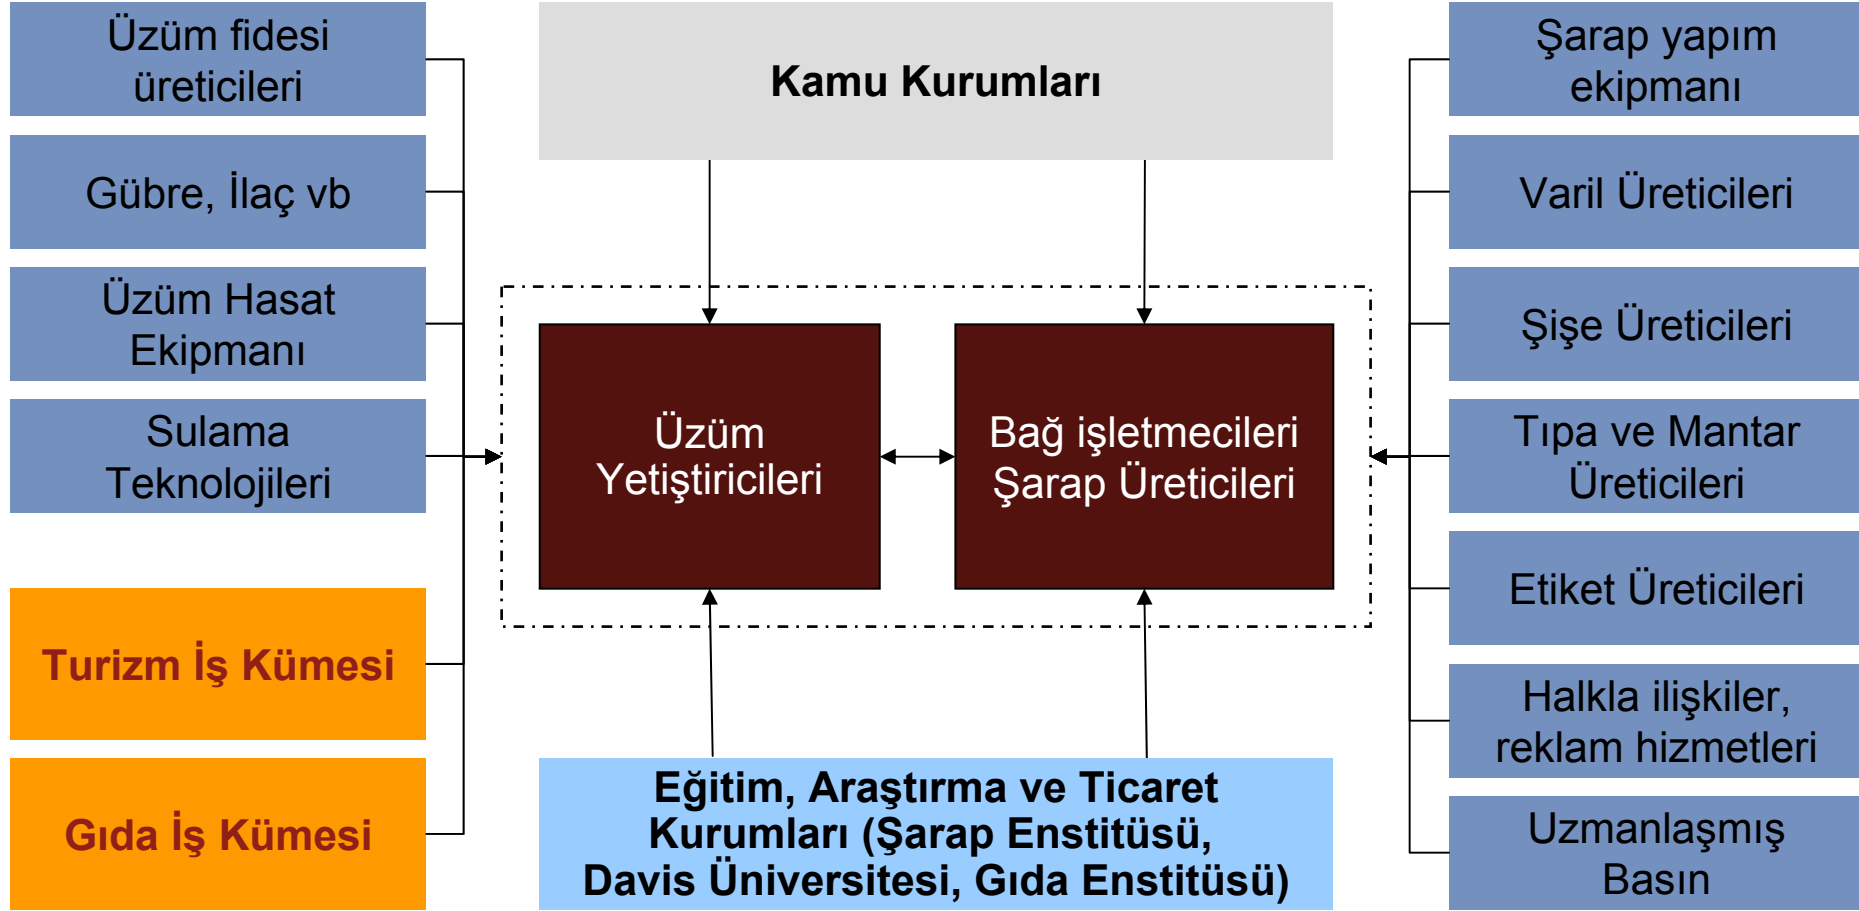 Üzüm fidesi
üreticileri
Gübre, İlaç vb
Üzüm Hasat
Ekipmanı
Sulama
Teknolojileri
Turizm İş Kümesi
Gıda İş Kümesi
Kamu Kurumları
Üzüm
Yetiştiricileri
Bağ işletmecileri
Şarap Üreticileri
Eğitim, Araştırma ve Ticaret
Kurumları (Şarap Enstitüsü,
Davis Üniversitesi, Gıda Enstitüsü)
Şarap yapım
ekipmanı
Varil Üreticileri
Şişe Üreticileri
Tıpa ve Mantar
Üreticileri
Etiket Üreticileri
Halkla ilişkiler,
reklam hizmetleri
Uzmanlaşmış
Basın